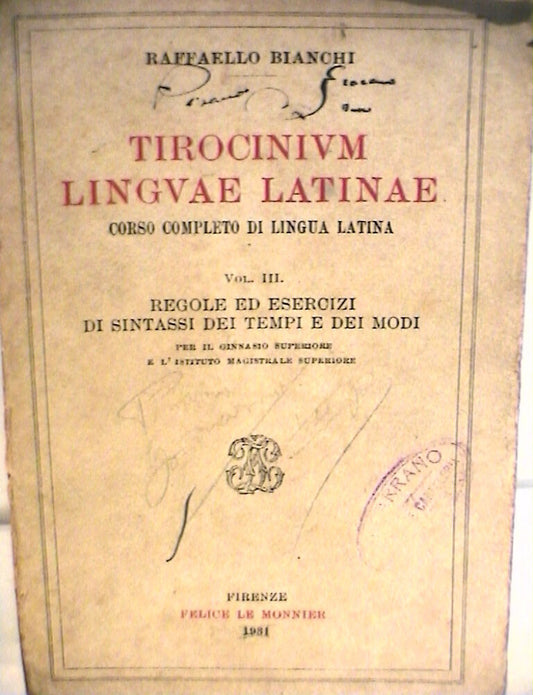 RAFFAELLO BIANCHI
TIROCINIVM
LINGVAE LATINAE
CORSO COMPLETO DI LINGUA LATINA
VOL. III.
REGOLE ED ESERCIZI
DI SINTASSI DEI TEMPI E DEI MODI
PER IL GINNASIO SUPERIORE
E L'ISTITUTO MAGISTRALE SUPERIORE
FIRENZE
FELICE LE MONNIER
1931